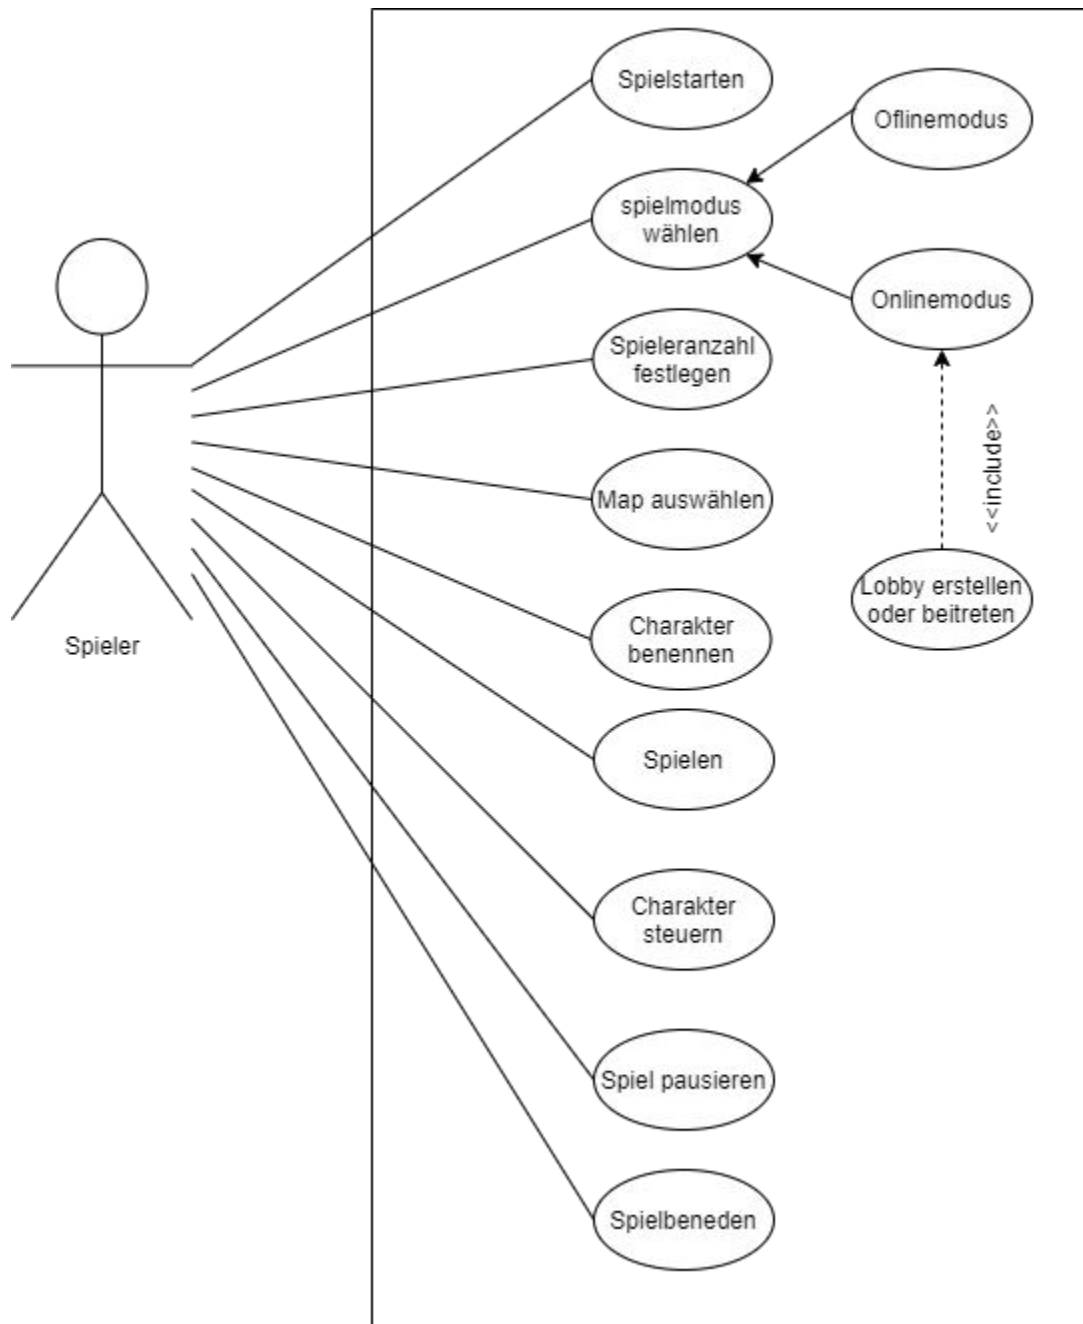 Spielstarten
Oflinemodus
spielmodus
wählen
Onlinemodus
Spieleranzahl
festlegen
<<include>>
Map auswählen
Lobby erstellen
oder beitreten
Charakter
benennen
Spieler
Spielen
Charakter
steuern
Spiel pausieren
Spielbeneden